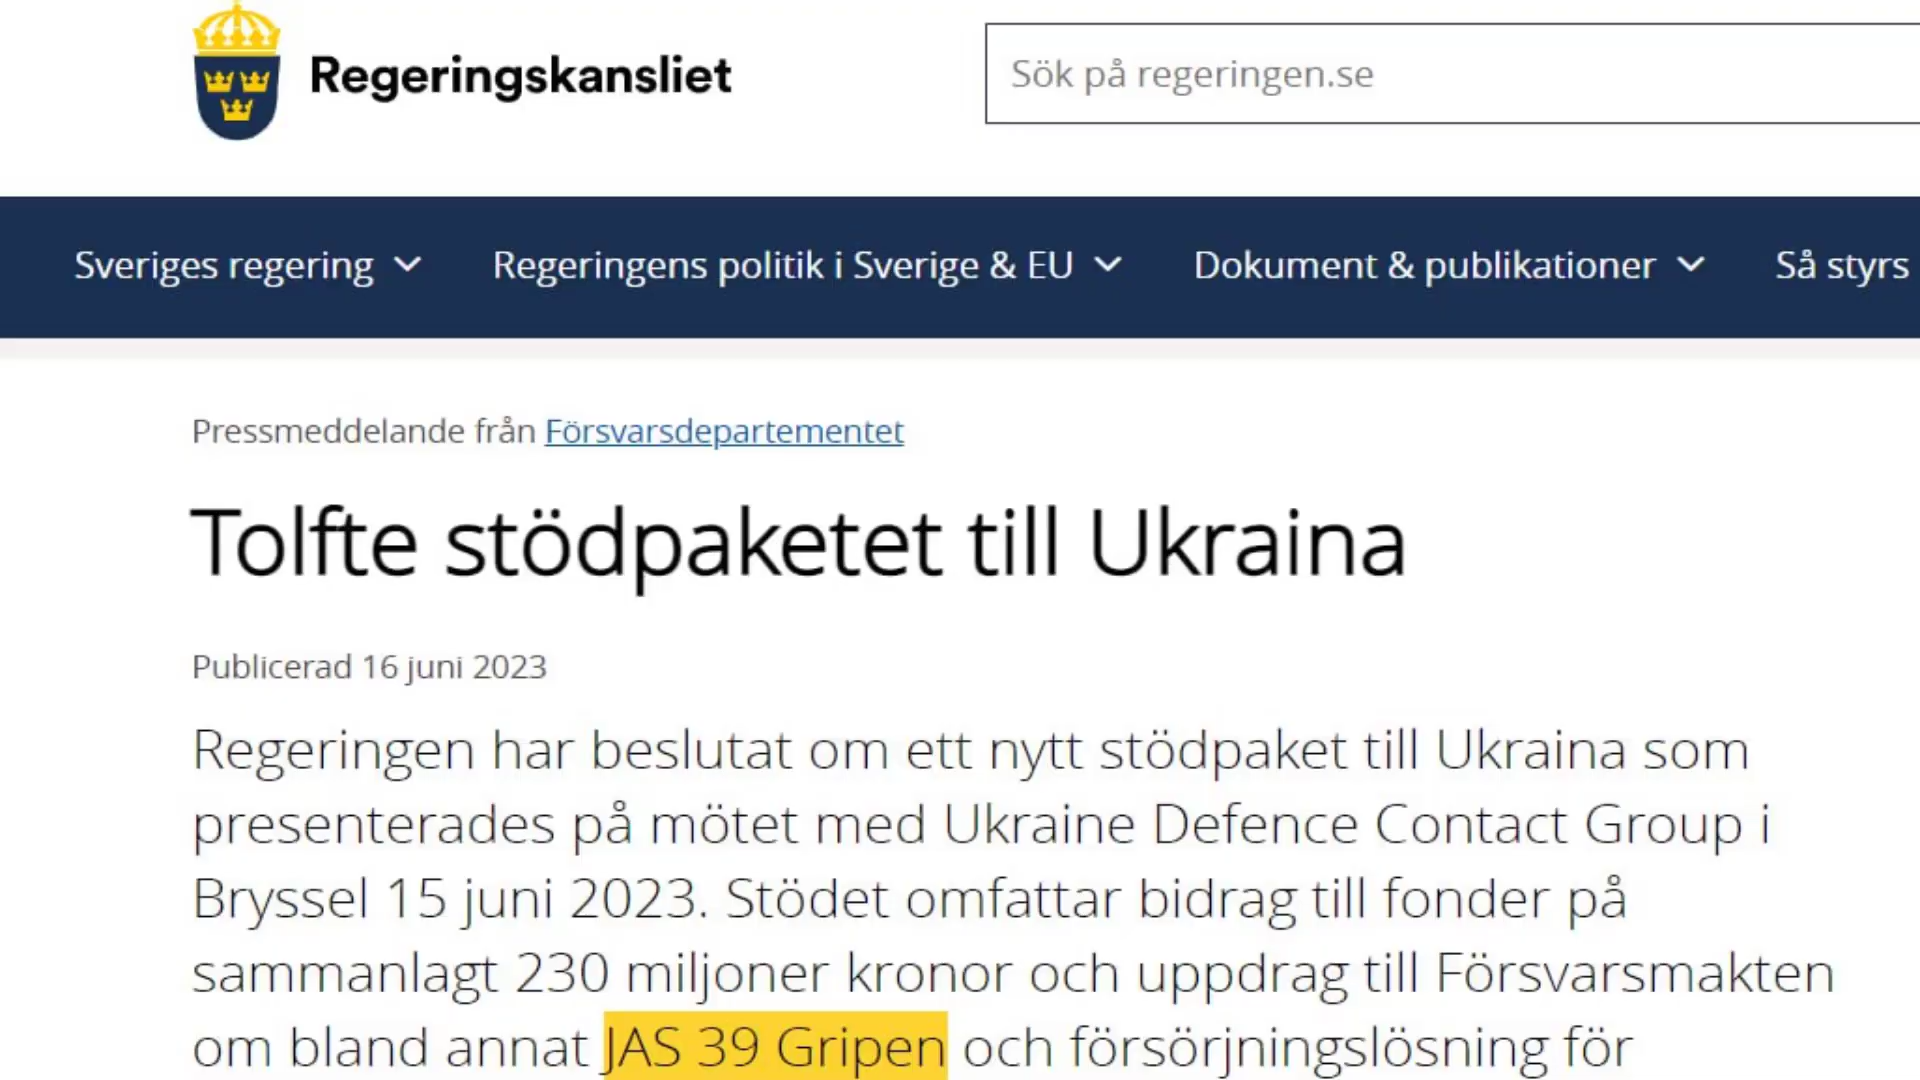 Regeringskansliet
Sök på regeringen.se
Sveriges regering
Regeringens politik i Sverige & EU
Dokument & publikationer
Så styrs
Pressmeddelande från Försvarsdepartementet
Tolfte stödpaketet till Ukraina
Publicerad 16 juni 2023
Regeringen har beslutat om ett nytt stödpaket till Ukraina som
presenterades på mötet med Ukraine Defence Contact Group i
Bryssel 15 juni 2023. Stödet omfattar bidrag till fonder på
sammanlagt 230 miljoner kronor och uppdrag till Försvarsmakten
om bland annat JAS 39 Gripen och försörjningslösning för